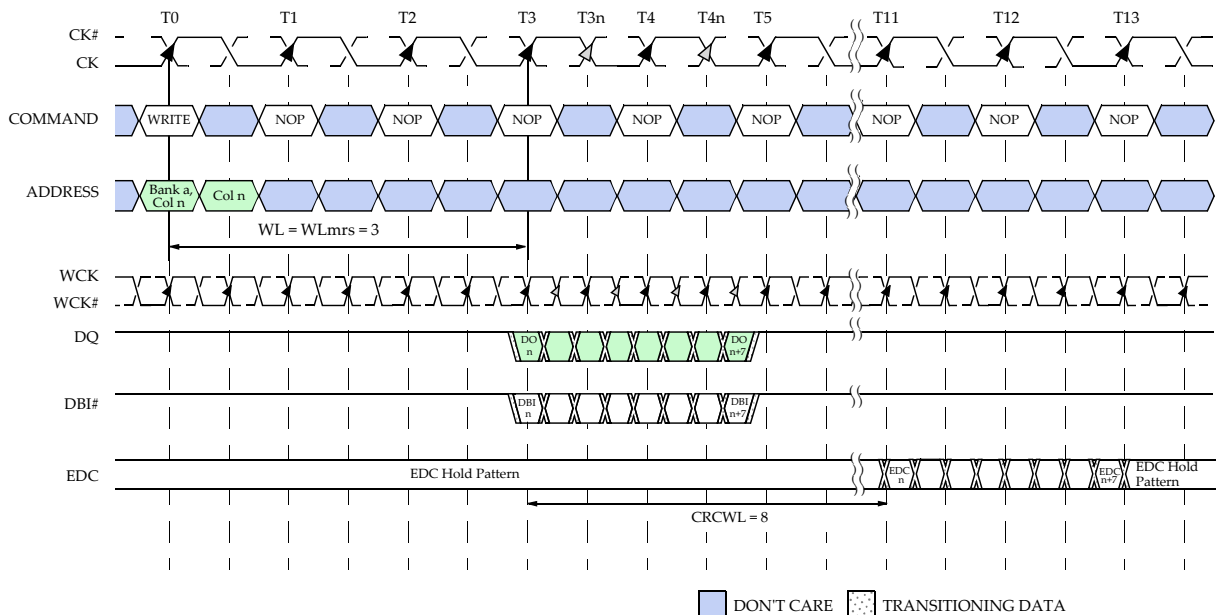 T0 T1 T2 T3 T3n T4 T4n T5 T11 T12 T13
CK#
CK
COMMAND WRITE NOP NOP NOP NOP NOP NOP NOP NOP
ADDRESS Bank a, Col n Col n
WL = WLmrs = 3
WCK
WCK#
DQ
DO n
DO n+7
DBI#
DBI n
DBI n+7
EDC
EDC Hold Pattern
EDC n
EDC n+7
EDC Hold
Pattern
CRCWL = 8
DON'T CARE TRANSITIONING DATA